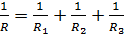 1/R = 1/R₁ + 1/R₂ + 1/R₃